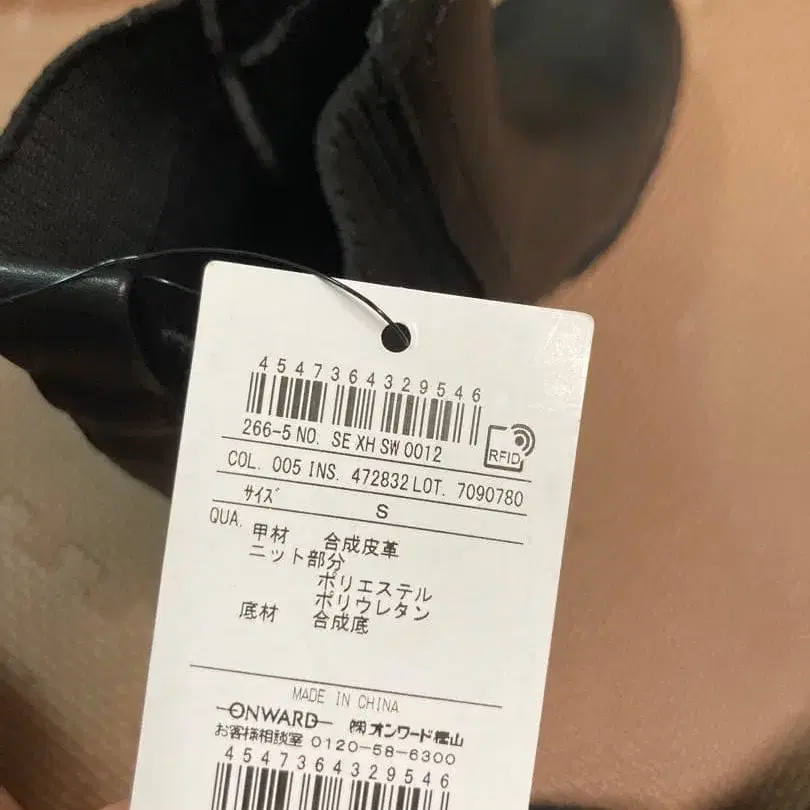 4547364329546
266-5 NO. SE XH SW 0012
RFID
COL. 005 INS. 472832 LOT. 7090780
ｻｲｽﾞ S
QUA. 甲材 合成皮革
ニット部分
ポリエステル
ポリウレタン
底材 合成底
MADE IN CHINA
ONWARD ㈱オンワード樫山
お客様相談室 0120-58-6300
4547364329546